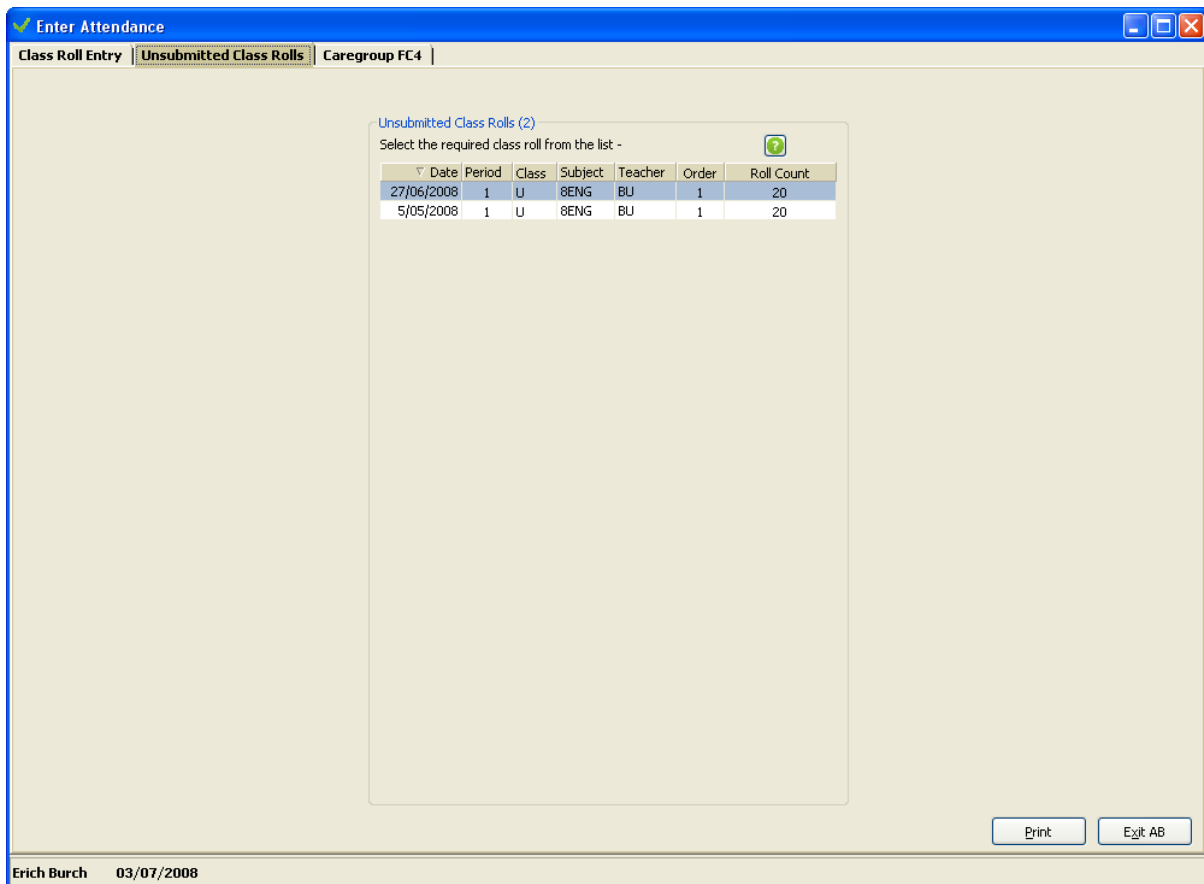 Enter Attendance
Class Roll Entry Unsubmitted Class Rolls Caregroup FC4
Unsubmitted Class Rolls (2)
Select the required class roll from the list -
Date Period Class Subject Teacher Order Roll Count
27/06/2008 1 U 8ENG BU 1 20
5/05/2008 1 U 8ENG BU 1 20
Print Exit AB
Erich Burch 03/07/2008